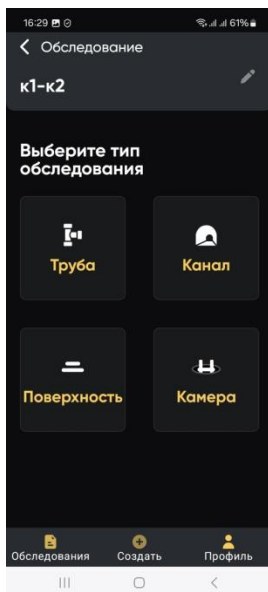 16:29
61%
Обследование
к1-к2
Выберите тип
обследования
Труба
Канал
Поверхность
Камера
Обследования
Создать
Профиль